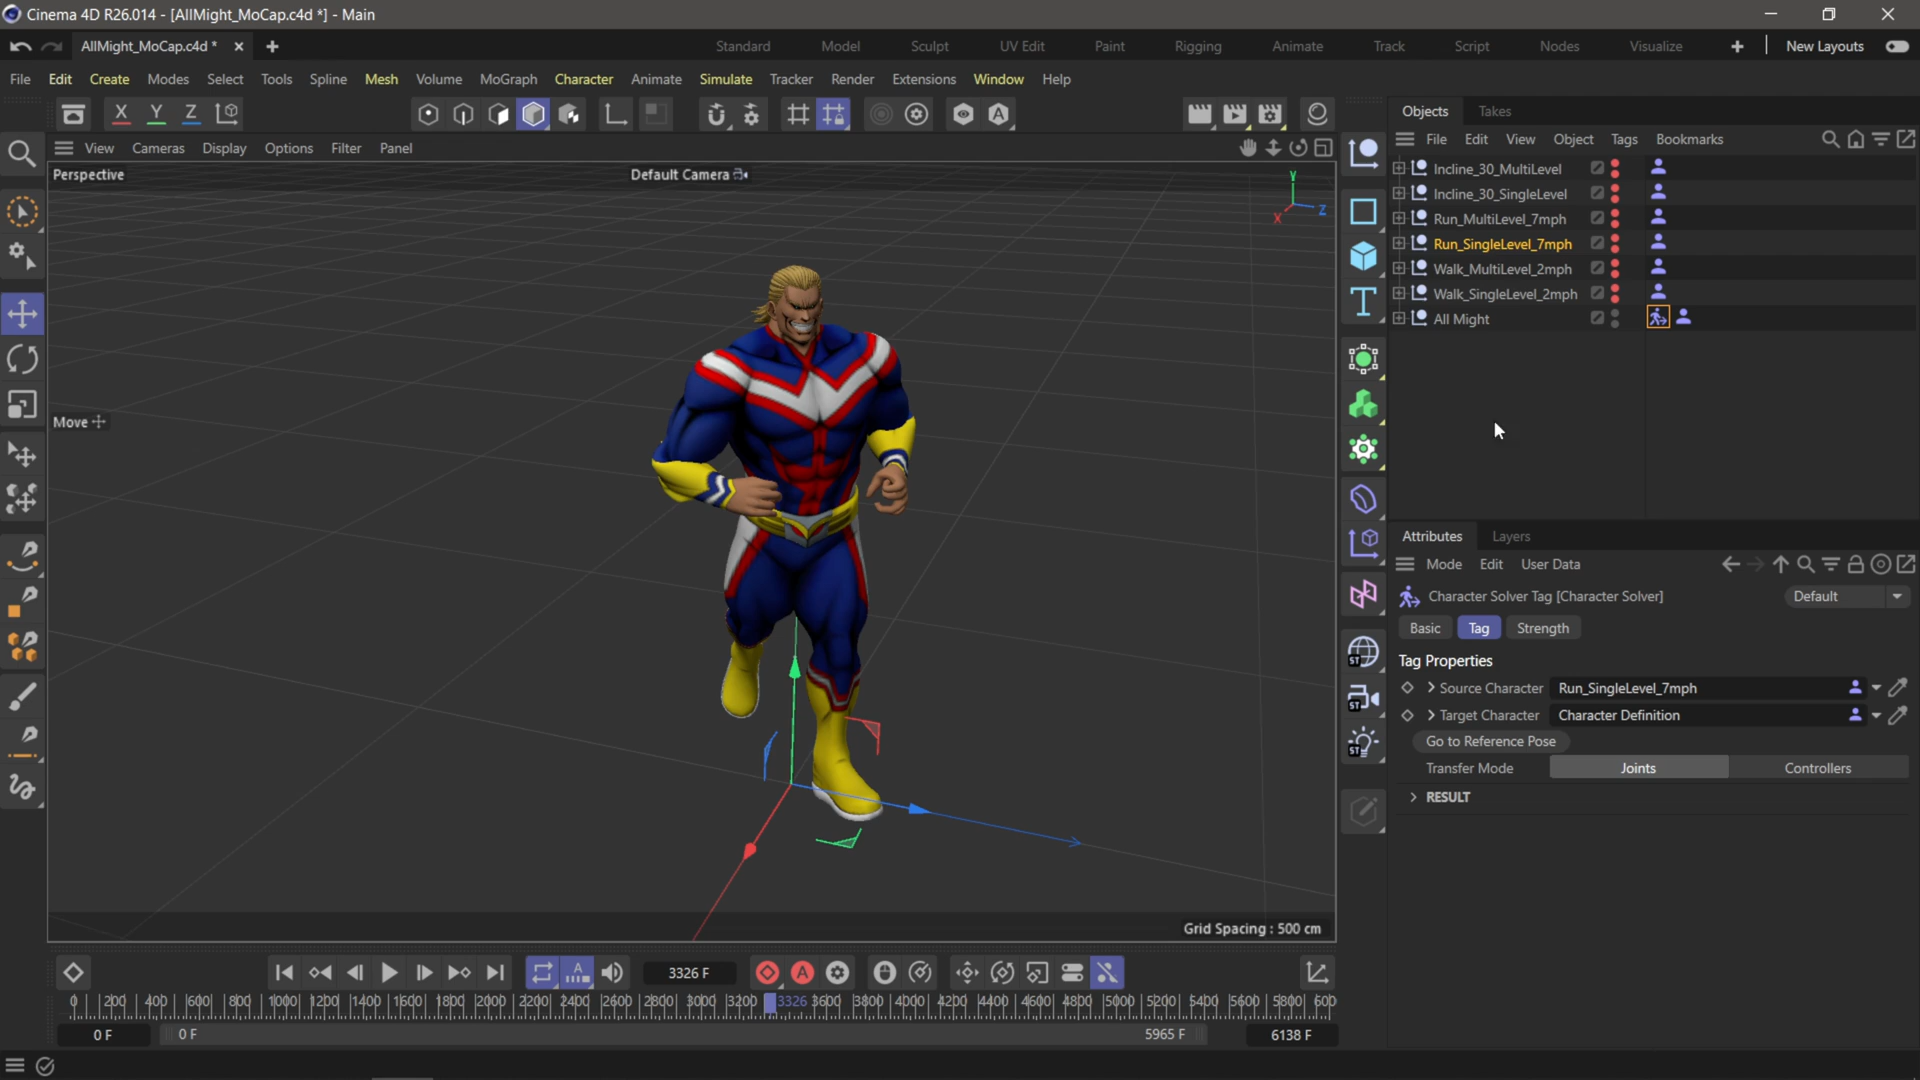 Cinema 4D R26.014 - [AllMight_MoCap.c4d *] - Main
AllMight_MoCap.c4d *
Standard
Model
Sculpt
UV Edit
Paint
Rigging
Animate
Track
Script
Nodes
Visualize
New Layouts
File
Edit
Create
Modes
Select
Tools
Spline
Mesh
Volume
MoGraph
Character
Animate
Simulate
Tracker
Render
Extensions
Window
Help
X
Y
Z
Objects
Takes
File
Edit
View
Object
Tags
Bookmarks
View
Cameras
Display
Options
Filter
Panel
Perspective
Default Camera
Y
Z
X
Move
Incline_30_MultiLevel
Incline_30_SingleLevel
Run_MultiLevel_7mph
Run_SingleLevel_7mph
Walk_MultiLevel_2mph
Walk_SingleLevel_2mph
All Might
ST
ST
ST
Attributes
Layers
Mode
Edit
User Data
Character Solver Tag [Character Solver]
Default
Basic
Tag
Strength
Tag Properties
Source Character
Run_SingleLevel_7mph
Target Character
Character Definition
Go to Reference Pose
Transfer Mode
Joints
Controllers
RESULT
Grid Spacing : 500 cm
3326 F
0 200 400 600 800 1000 1200 1400 1600 1800 2000 2200 2400 2600 2800 3000 3200 3326 3600 3800 4000 4200 4400 4600 4800 5000 5200 5400 5600 5800 600
0 F
0 F
5965 F
6138 F